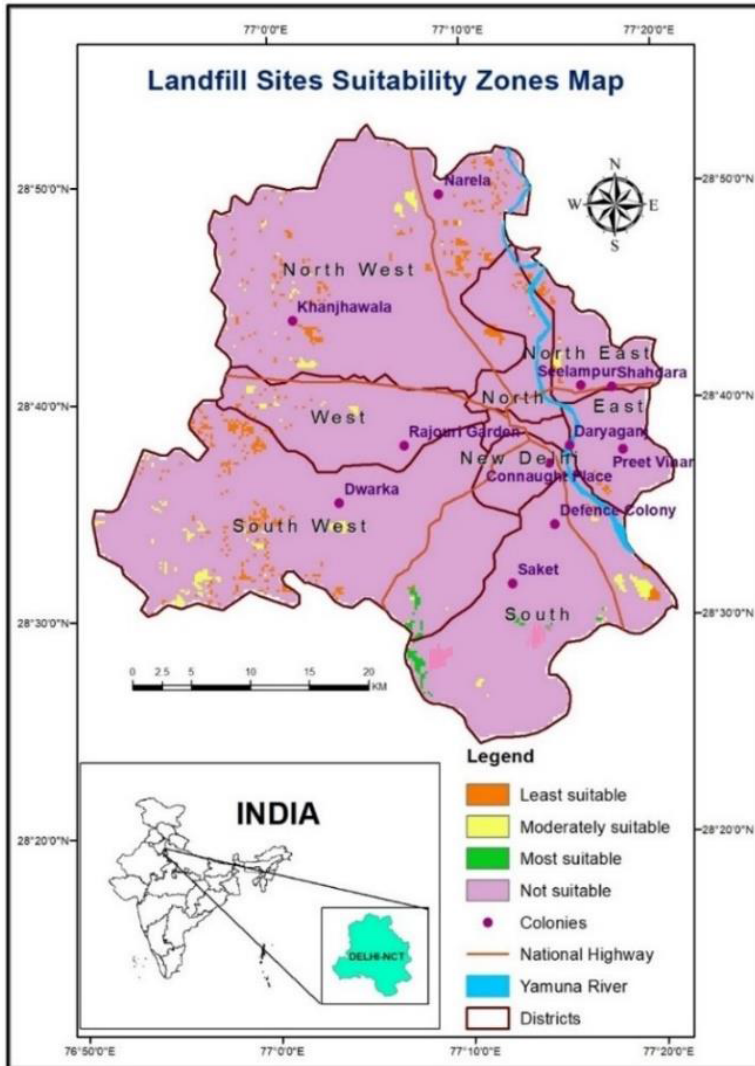 77°0'0"E 77°10'0"E 77°20'0"E
Landfill Sites Suitability Zones Map
28°50'0"N
28°50'0"N
N
W E
S
Narela
North West
Khanjhawala
North East
Seelampur Shahdara
28°40'0"N
28°40'0"N
North
East
West
Rajouri Garden
Daryaganj
New Delhi
Preet Vihar
Connaught Place
Dwarka
Defence Colony
South West
Saket
South
28°30'0"N
28°30'0"N
0 2.5 5 10 15 20
KM
Legend
Least suitable
Moderately suitable
Most suitable
Not suitable
Colonies
National Highway
Yamuna River
Districts
INDIA
DELHI-NCT
28°20'0"N
28°20'0"N
76°50'0"E 77°0'0"E 77°10'0"E 77°20'0"E